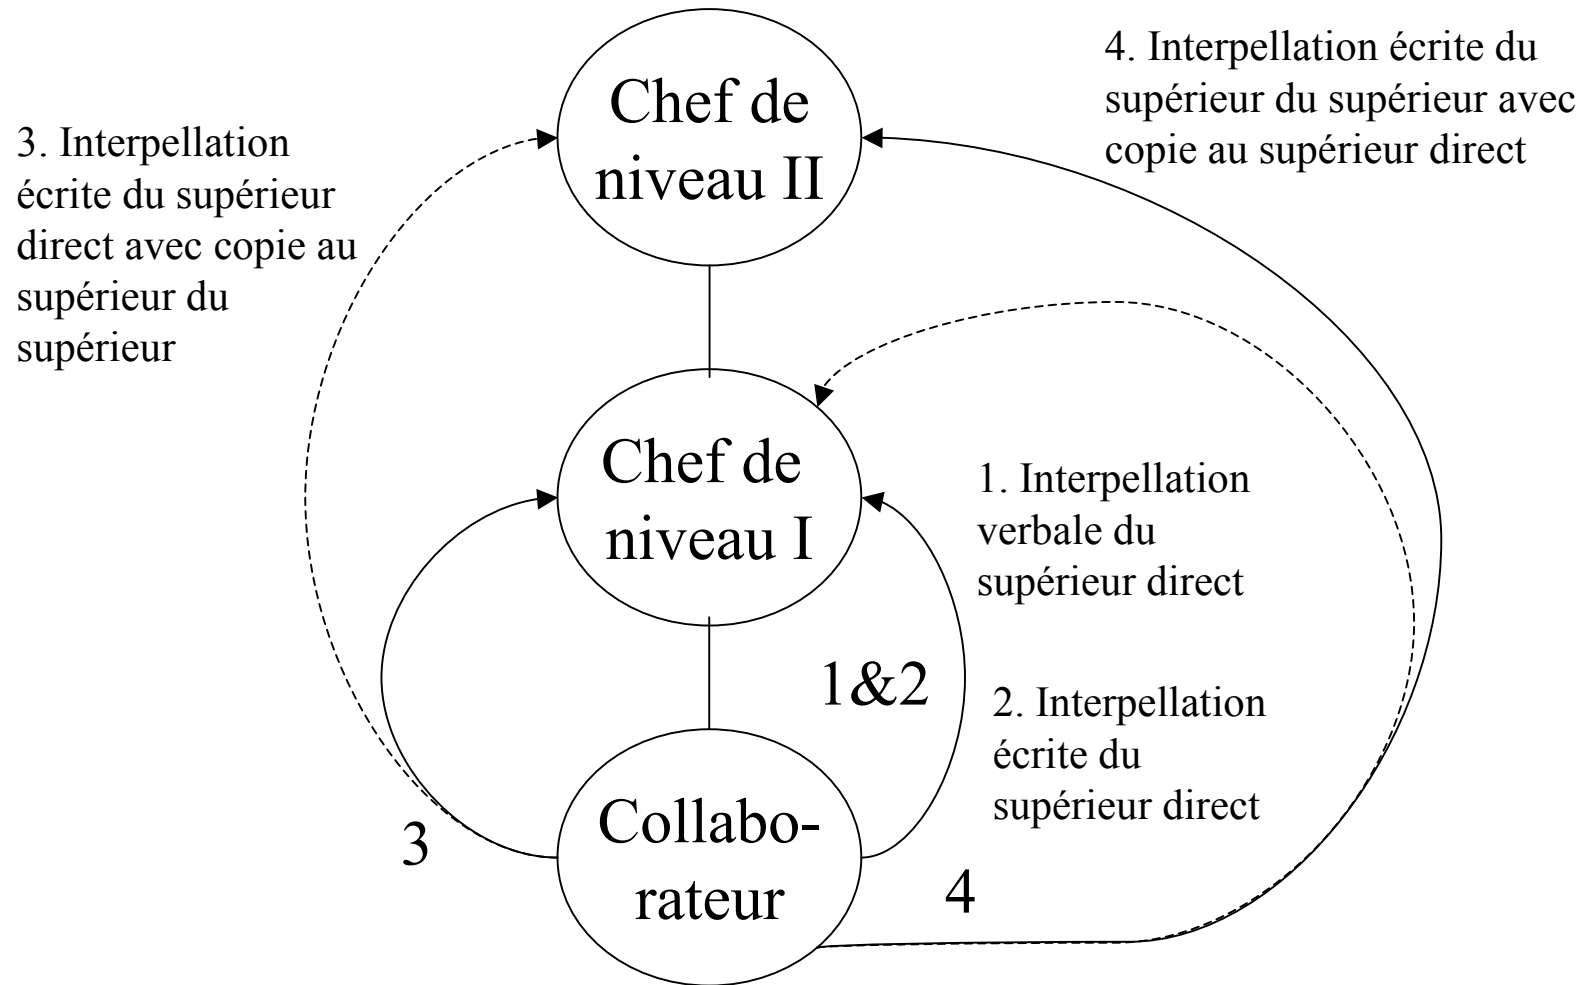 Chef de
niveau II
4. Interpellation écrite du
supérieur du supérieur avec
copie au supérieur direct
3. Interpellation
écrite du supérieur
direct avec copie au
supérieur du
supérieur
Chef de
niveau I
1. Interpellation
verbale du
supérieur direct
1&2
2. Interpellation
écrite du
supérieur direct
3
Collabo-
rateur
4